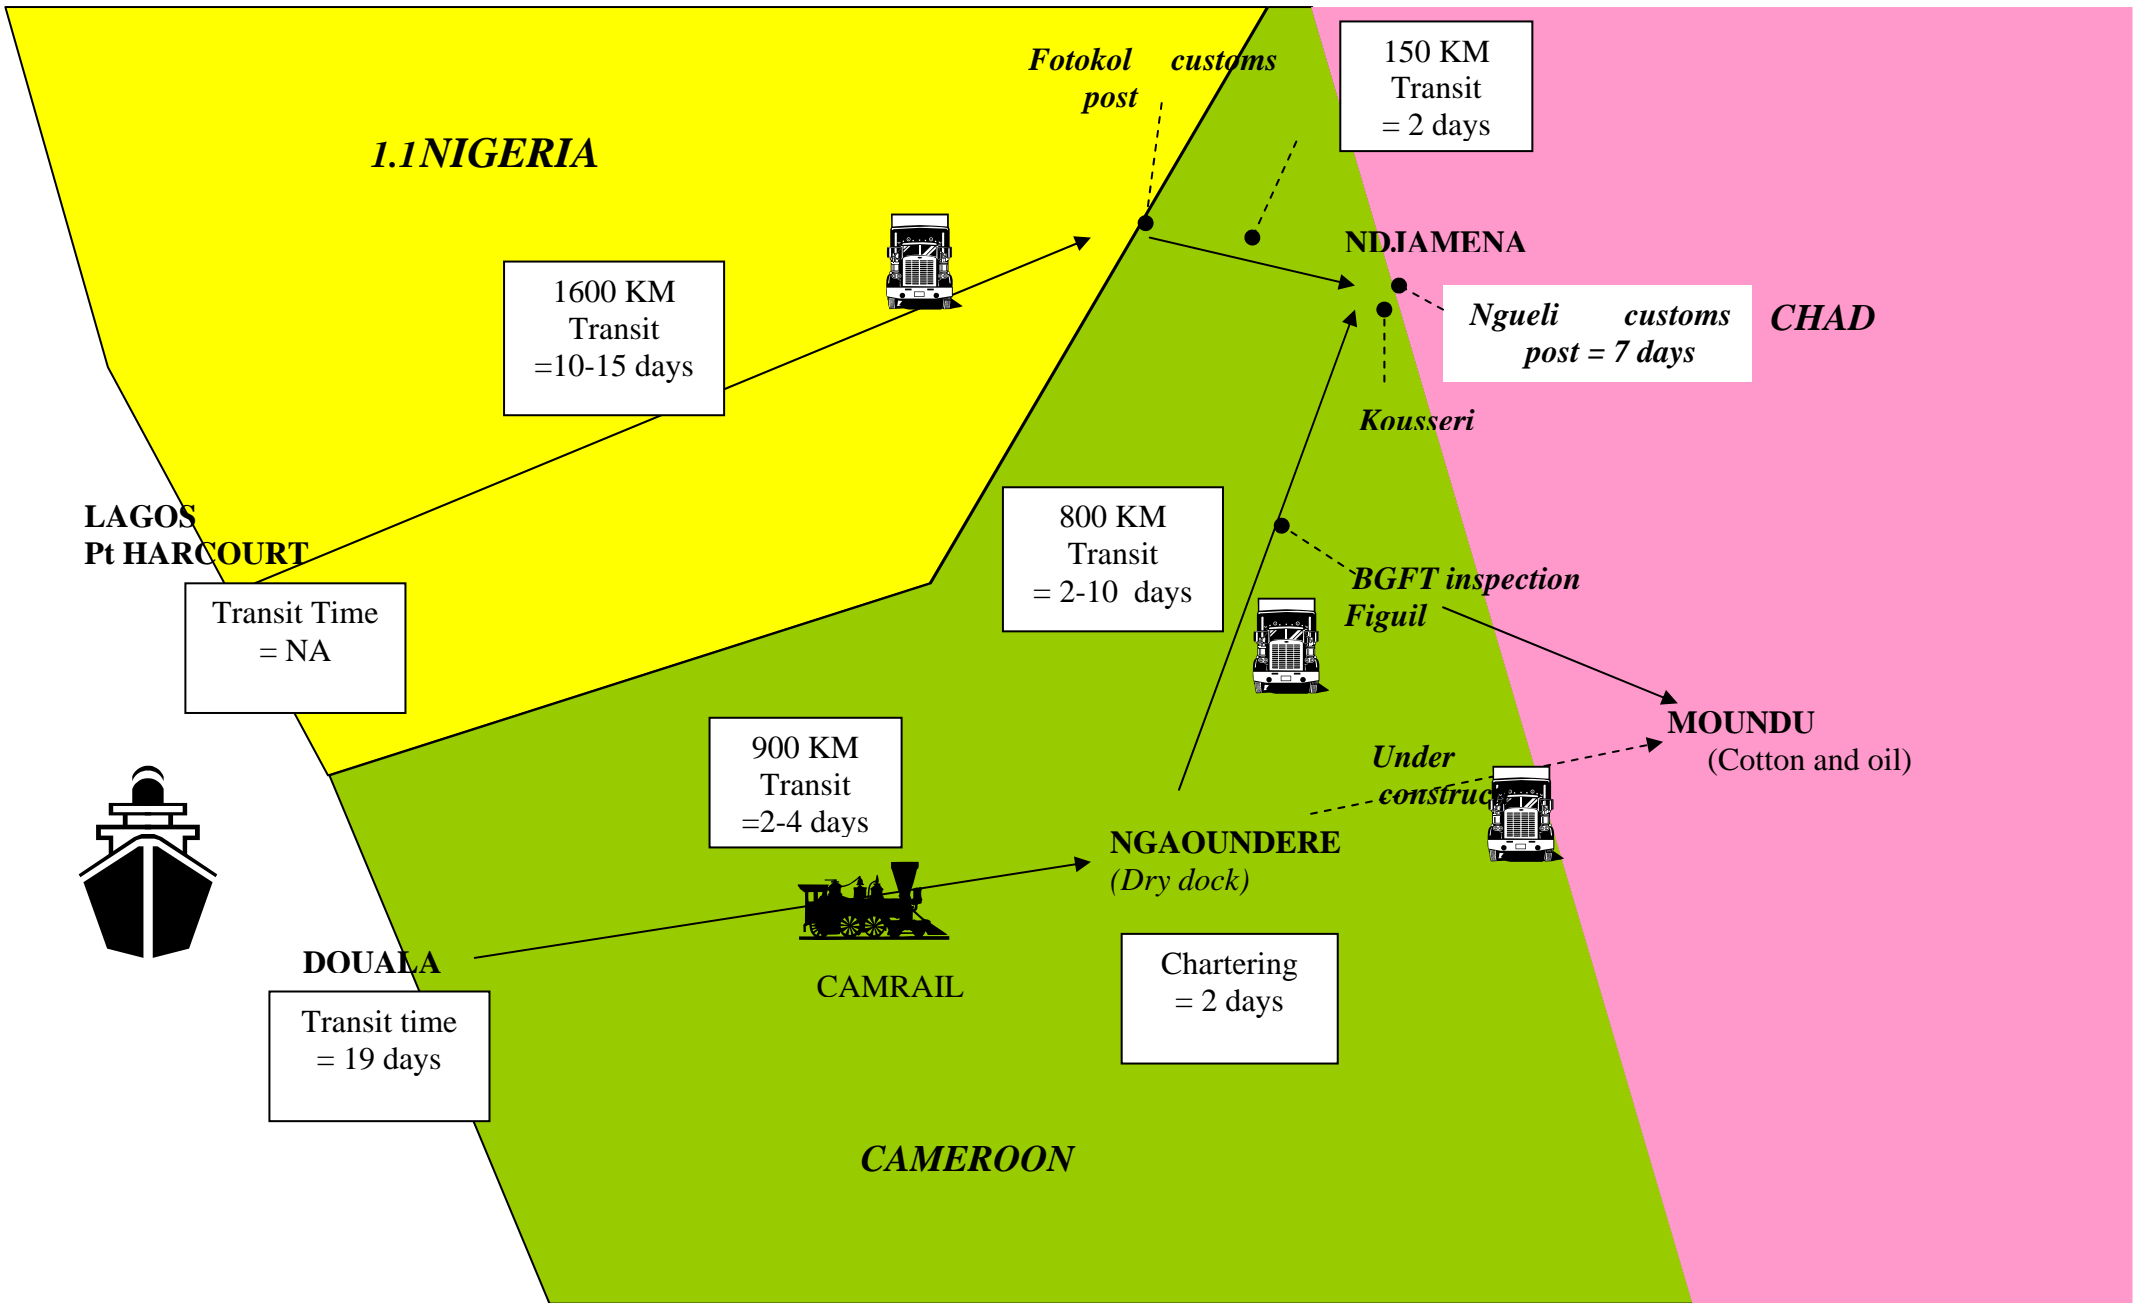 Fotokol customs
post
150 KM
Transit
= 2 days
1.1NIGERIA
NDJAMENA
1600 KM
Transit
=10-15 days
Ngueli customs
post = 7 days
CHAD
Kousseri
LAGOS
Pt HARCOURT
800 KM
Transit
= 2-10 days
BGFT inspection
Figuil
Transit Time
= NA
MOUNDU
(Cotton and oil)
900 KM
Transit
=2-4 days
Under
construc
NGAOUNDERE
(Dry dock)
DOUALA
CAMRAIL
Chartering
= 2 days
Transit time
= 19 days
CAMEROON